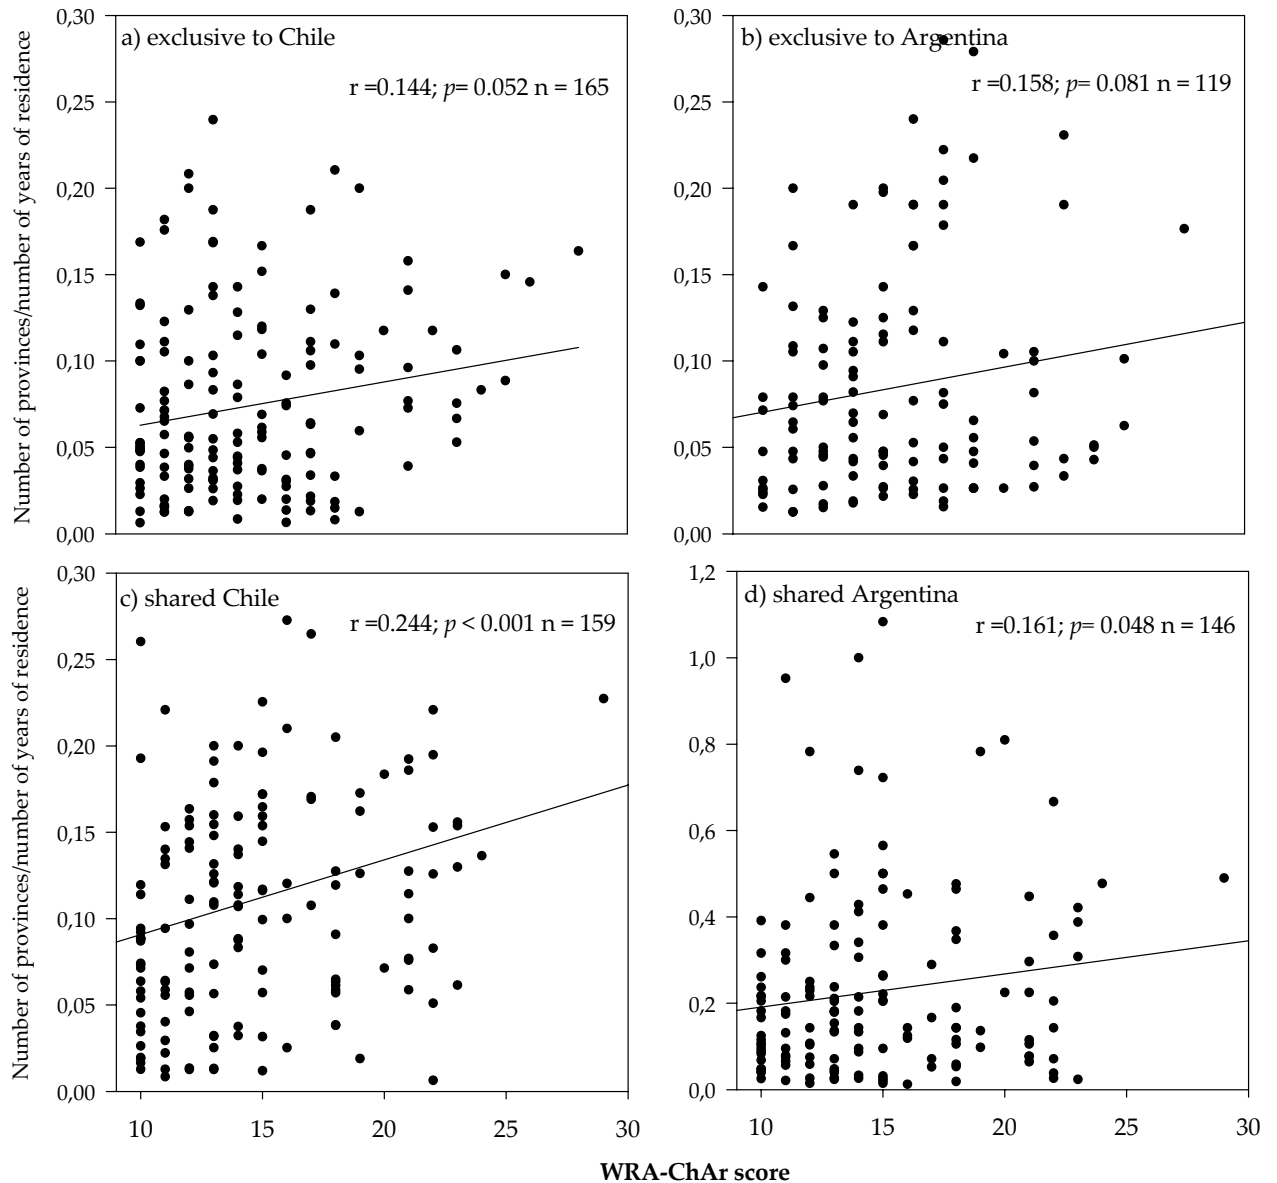 a) exclusive to Chile
r =0.144; p= 0.052 n = 165
Number of provinces/number of years of residence
0,30
0,25
0,20
0,15
0,10
0,05
0,00
b) exclusive to Argentina
r =0.158; p= 0.081 n = 119
0,30
0,25
0,20
0,15
0,10
0,05
0,00
c) shared Chile
r =0.244; p < 0.001 n = 159
Number of provinces/number of years of residence
0,30
0,25
0,20
0,15
0,10
0,05
0,00
10 15 20 25 30
d) shared Argentina
r =0.161; p= 0.048 n = 146
1,2
1,0
0,8
0,6
0,4
0,2
0,0
10 15 20 25 30
WRA-ChAr score